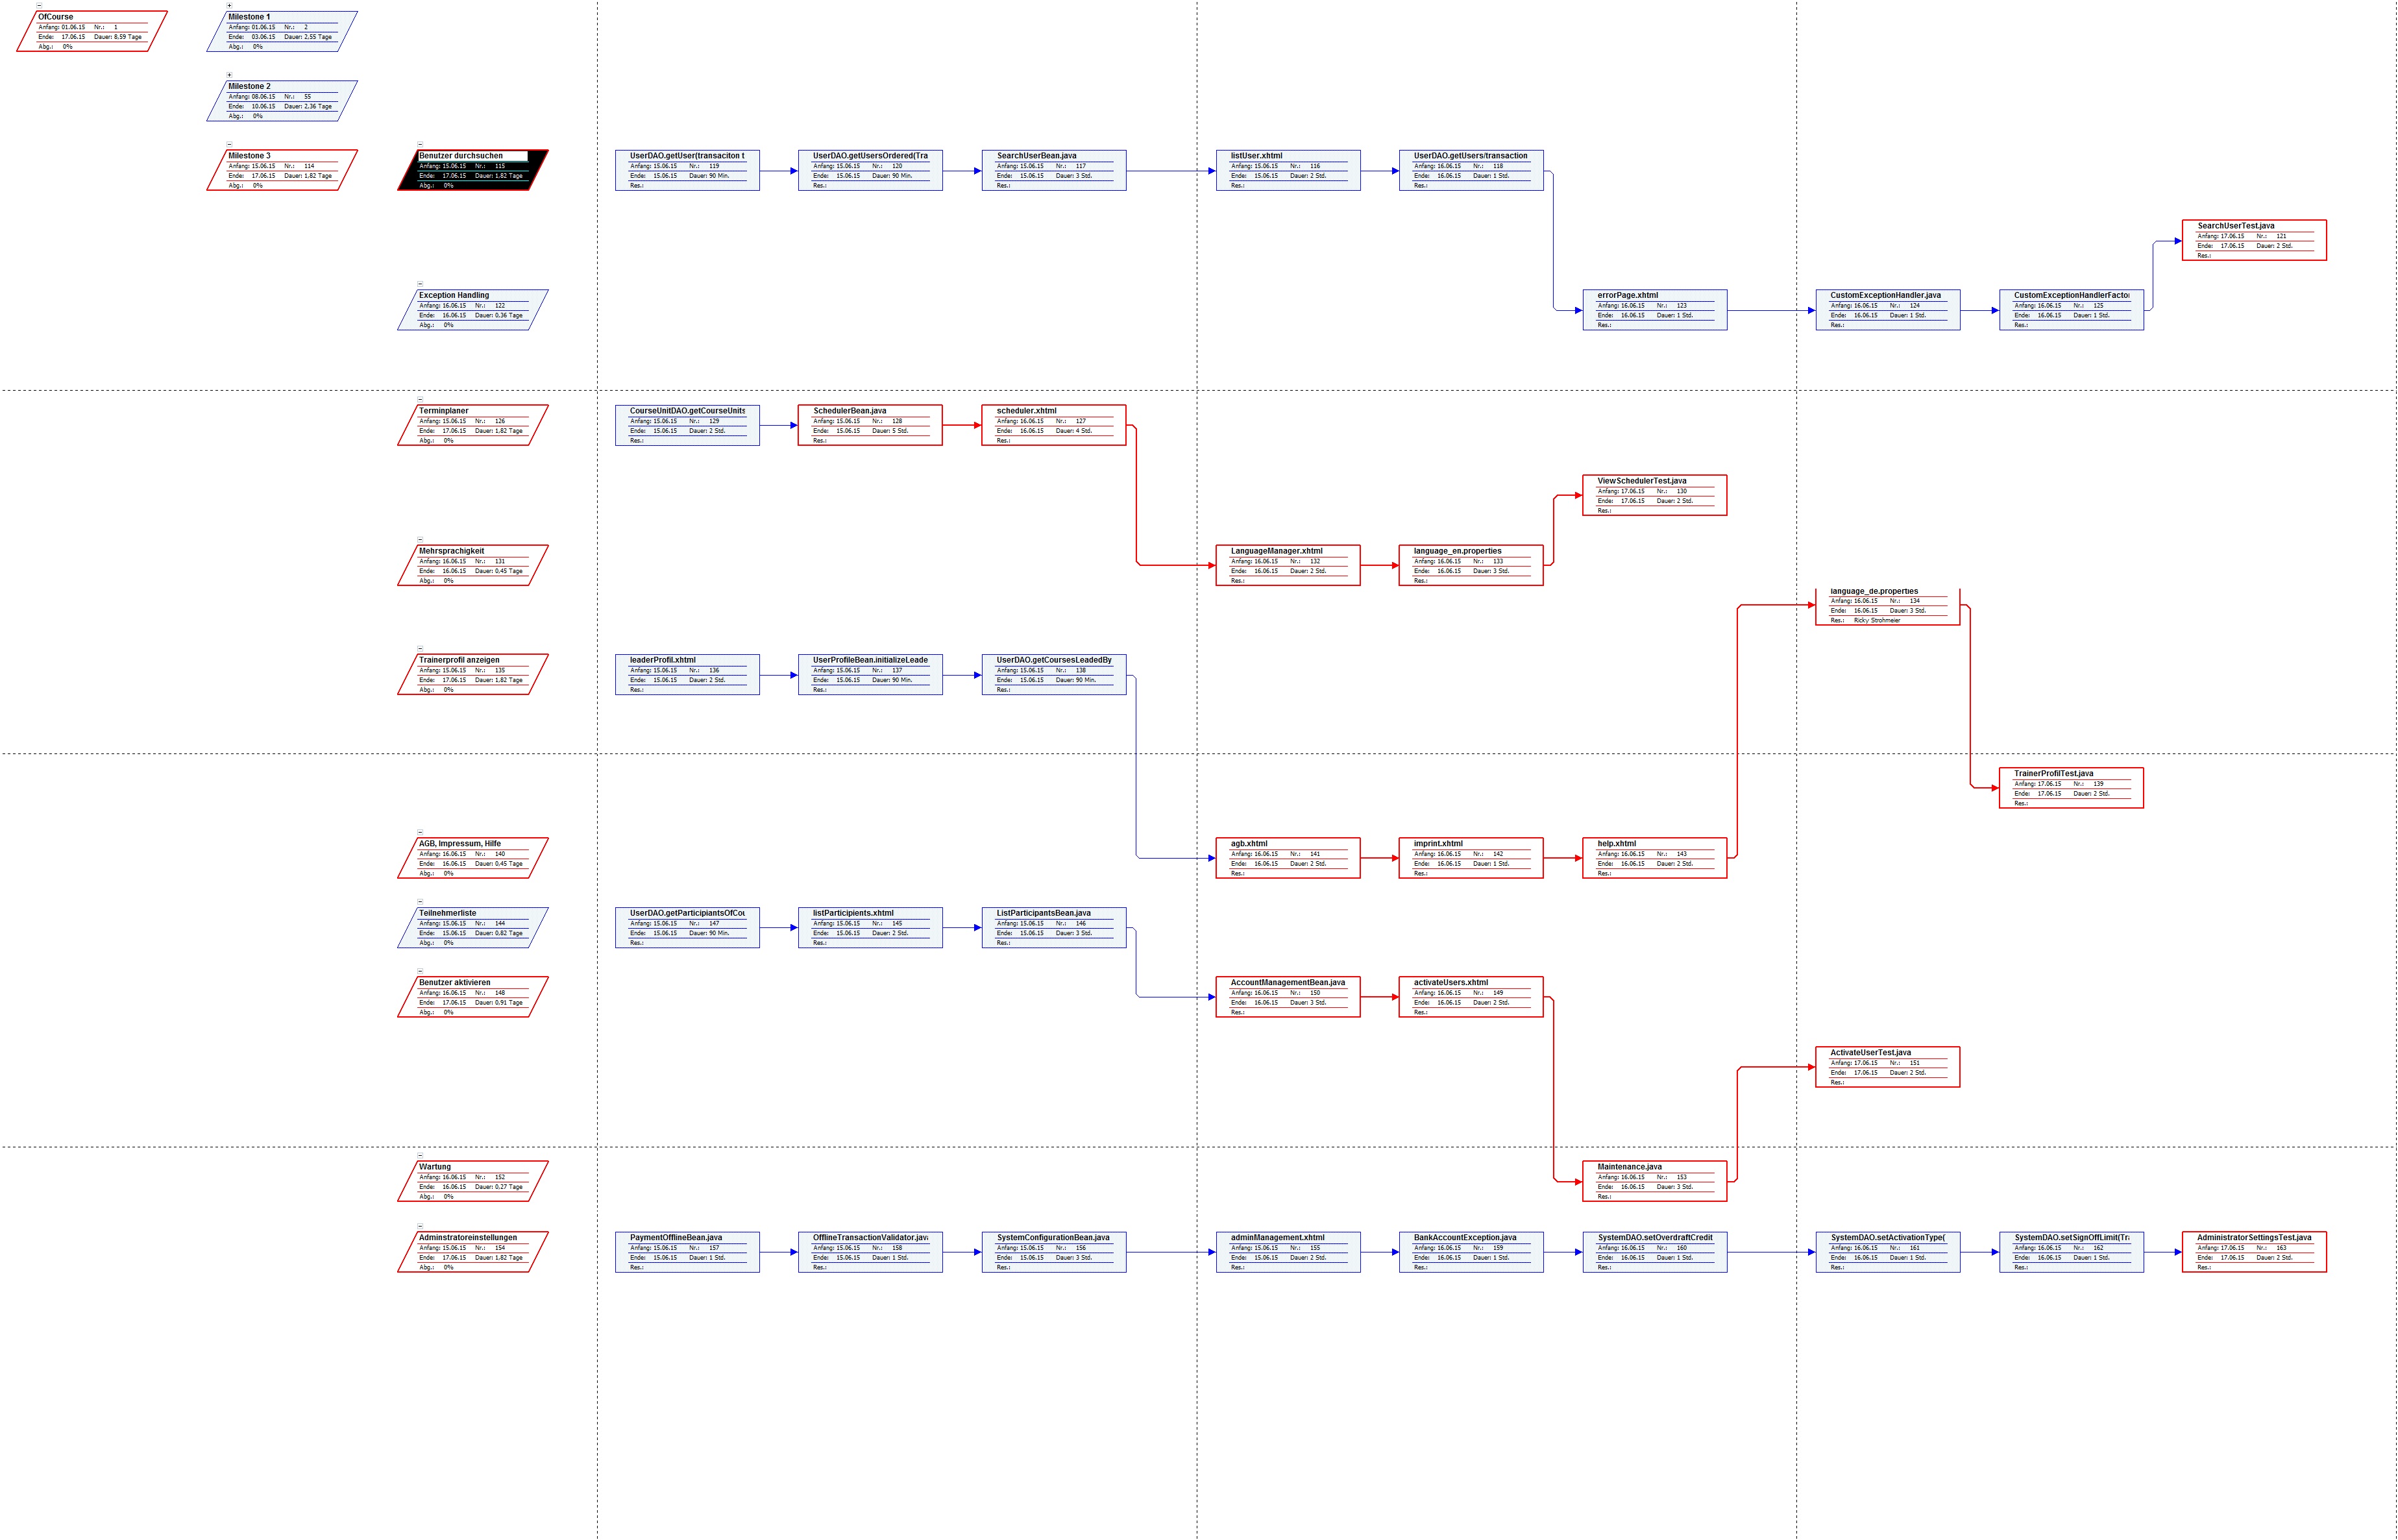 OfCourse
Anfang: 01.06.15 Nr.: 1
Ende: 17.06.15 Dauer: 8,59 Tage
Abg.: 0%
Milestone 1
Anfang: 01.06.15 Nr.: 2
Ende: 03.06.15 Dauer: 2,55 Tage
Abg.: 0%
Milestone 2
Anfang: 08.06.15 Nr.: 55
Ende: 10.06.15 Dauer: 2,36 Tage
Abg.: 0%
Milestone 3
Anfang: 15.06.15 Nr.: 114
Ende: 17.06.15 Dauer: 1,82 Tage
Abg.: 0%
Benutzer durchsuchen
Anfang: 15.06.15 Nr.: 115
Ende: 17.06.15 Dauer: 1,82 Tage
Abg.: 0%
UserDAO.getUser(transaciton t
Anfang: 15.06.15 Nr.: 119
Ende: 15.06.15 Dauer: 90 Min.
Res.:
UserDAO.getUsersOrdered(Tra
Anfang: 15.06.15 Nr.: 120
Ende: 15.06.15 Dauer: 90 Min.
Res.:
SearchUserBean.java
Anfang: 15.06.15 Nr.: 117
Ende: 15.06.15 Dauer: 3 Std.
Res.:
listUser.xhtml
Anfang: 15.06.15 Nr.: 116
Ende: 15.06.15 Dauer: 2 Std.
Res.:
UserDAO.getUsers/transaction
Anfang: 16.06.15 Nr.: 118
Ende: 16.06.15 Dauer: 1 Std.
Res.:
SearchUserTest.java
Anfang: 17.06.15 Nr.: 121
Ende: 17.06.15 Dauer: 2 Std.
Res.:
Exception Handling
Anfang: 16.06.15 Nr.: 122
Ende: 16.06.15 Dauer: 0,36 Tage
Abg.: 0%
errorPage.xhtml
Anfang: 16.06.15 Nr.: 123
Ende: 16.06.15 Dauer: 1 Std.
Res.:
CustomExceptionHandler.java
Anfang: 16.06.15 Nr.: 124
Ende: 16.06.15 Dauer: 1 Std.
Res.:
CustomExceptionHandlerFactor
Anfang: 16.06.15 Nr.: 125
Ende: 16.06.15 Dauer: 1 Std.
Res.:
Terminplaner
Anfang: 15.06.15 Nr.: 126
Ende: 17.06.15 Dauer: 1,82 Tage
Abg.: 0%
CourseUnitDAO.getCourseUnits
Anfang: 15.06.15 Nr.: 129
Ende: 15.06.15 Dauer: 2 Std.
Res.:
SchedulerBean.java
Anfang: 15.06.15 Nr.: 128
Ende: 15.06.15 Dauer: 5 Std.
Res.:
scheduler.xhtml
Anfang: 16.06.15 Nr.: 127
Ende: 16.06.15 Dauer: 4 Std.
Res.:
ViewSchedulerTest.java
Anfang: 17.06.15 Nr.: 130
Ende: 17.06.15 Dauer: 2 Std.
Res.:
Mehrsprachigkeit
Anfang: 16.06.15 Nr.: 131
Ende: 16.06.15 Dauer: 0,45 Tage
Abg.: 0%
LanguageManager.xhtml
Anfang: 16.06.15 Nr.: 132
Ende: 16.06.15 Dauer: 2 Std.
Res.:
language_en.properties
Anfang: 16.06.15 Nr.: 133
Ende: 16.06.15 Dauer: 3 Std.
Res.:
language_de.properties
Anfang: 16.06.15 Nr.: 134
Ende: 16.06.15 Dauer: 3 Std.
Res.: Ricky Strohmeier
Trainerprofil anzeigen
Anfang: 15.06.15 Nr.: 135
Ende: 17.06.15 Dauer: 1,82 Tage
Abg.: 0%
leaderProfil.xhtml
Anfang: 15.06.15 Nr.: 136
Ende: 15.06.15 Dauer: 2 Std.
Res.:
UserProfileBean.initializeLeade
Anfang: 15.06.15 Nr.: 137
Ende: 15.06.15 Dauer: 90 Min.
Res.:
UserDAO.getCoursesLeadedBy
Anfang: 15.06.15 Nr.: 138
Ende: 15.06.15 Dauer: 90 Min.
Res.:
TrainerProfilTest.java
Anfang: 17.06.15 Nr.: 139
Ende: 17.06.15 Dauer: 2 Std.
Res.:
AGB, Impressum, Hilfe
Anfang: 16.06.15 Nr.: 140
Ende: 16.06.15 Dauer: 0,45 Tage
Abg.: 0%
agb.xhtml
Anfang: 16.06.15 Nr.: 141
Ende: 16.06.15 Dauer: 2 Std.
Res.:
imprint.xhtml
Anfang: 16.06.15 Nr.: 142
Ende: 16.06.15 Dauer: 1 Std.
Res.:
help.xhtml
Anfang: 16.06.15 Nr.: 143
Ende: 16.06.15 Dauer: 2 Std.
Res.:
Teilnehmerliste
Anfang: 15.06.15 Nr.: 144
Ende: 15.06.15 Dauer: 0,82 Tage
Abg.: 0%
UserDAO.getParticipiantsOfCou
Anfang: 15.06.15 Nr.: 147
Ende: 15.06.15 Dauer: 90 Min.
Res.:
listParticipients.xhtml
Anfang: 15.06.15 Nr.: 145
Ende: 15.06.15 Dauer: 2 Std.
Res.:
ListParticipantsBean.java
Anfang: 15.06.15 Nr.: 146
Ende: 15.06.15 Dauer: 3 Std.
Res.:
Benutzer aktivieren
Anfang: 16.06.15 Nr.: 148
Ende: 17.06.15 Dauer: 0,91 Tage
Abg.: 0%
AccountManagementBean.java
Anfang: 16.06.15 Nr.: 150
Ende: 16.06.15 Dauer: 3 Std.
Res.:
activateUsers.xhtml
Anfang: 16.06.15 Nr.: 149
Ende: 16.06.15 Dauer: 2 Std.
Res.:
ActivateUserTest.java
Anfang: 17.06.15 Nr.: 151
Ende: 17.06.15 Dauer: 2 Std.
Res.:
Wartung
Anfang: 16.06.15 Nr.: 152
Ende: 16.06.15 Dauer: 0,27 Tage
Abg.: 0%
Maintenance.java
Anfang: 16.06.15 Nr.: 153
Ende: 16.06.15 Dauer: 3 Std.
Res.:
Adminstratoreinstellungen
Anfang: 15.06.15 Nr.: 154
Ende: 17.06.15 Dauer: 1,82 Tage
Abg.: 0%
PaymentOfflineBean.java
Anfang: 15.06.15 Nr.: 157
Ende: 15.06.15 Dauer: 1 Std.
Res.:
OfflineTransactionValidator.java
Anfang: 15.06.15 Nr.: 158
Ende: 15.06.15 Dauer: 1 Std.
Res.:
SystemConfigurationBean.java
Anfang: 15.06.15 Nr.: 156
Ende: 15.06.15 Dauer: 3 Std.
Res.:
adminManagement.xhtml
Anfang: 15.06.15 Nr.: 155
Ende: 15.06.15 Dauer: 2 Std.
Res.:
BankAccountException.java
Anfang: 16.06.15 Nr.: 159
Ende: 16.06.15 Dauer: 1 Std.
Res.:
SystemDAO.setOverdraftCredit
Anfang: 16.06.15 Nr.: 160
Ende: 16.06.15 Dauer: 1 Std.
Res.:
SystemDAO.setActivationType(
Anfang: 16.06.15 Nr.: 161
Ende: 16.06.15 Dauer: 1 Std.
Res.:
SystemDAO.setSignOffLimit(Tra
Anfang: 16.06.15 Nr.: 162
Ende: 16.06.15 Dauer: 1 Std.
Res.:
AdministratorSettingsTest.java
Anfang: 17.06.15 Nr.: 163
Ende: 17.06.15 Dauer: 2 Std.
Res.: